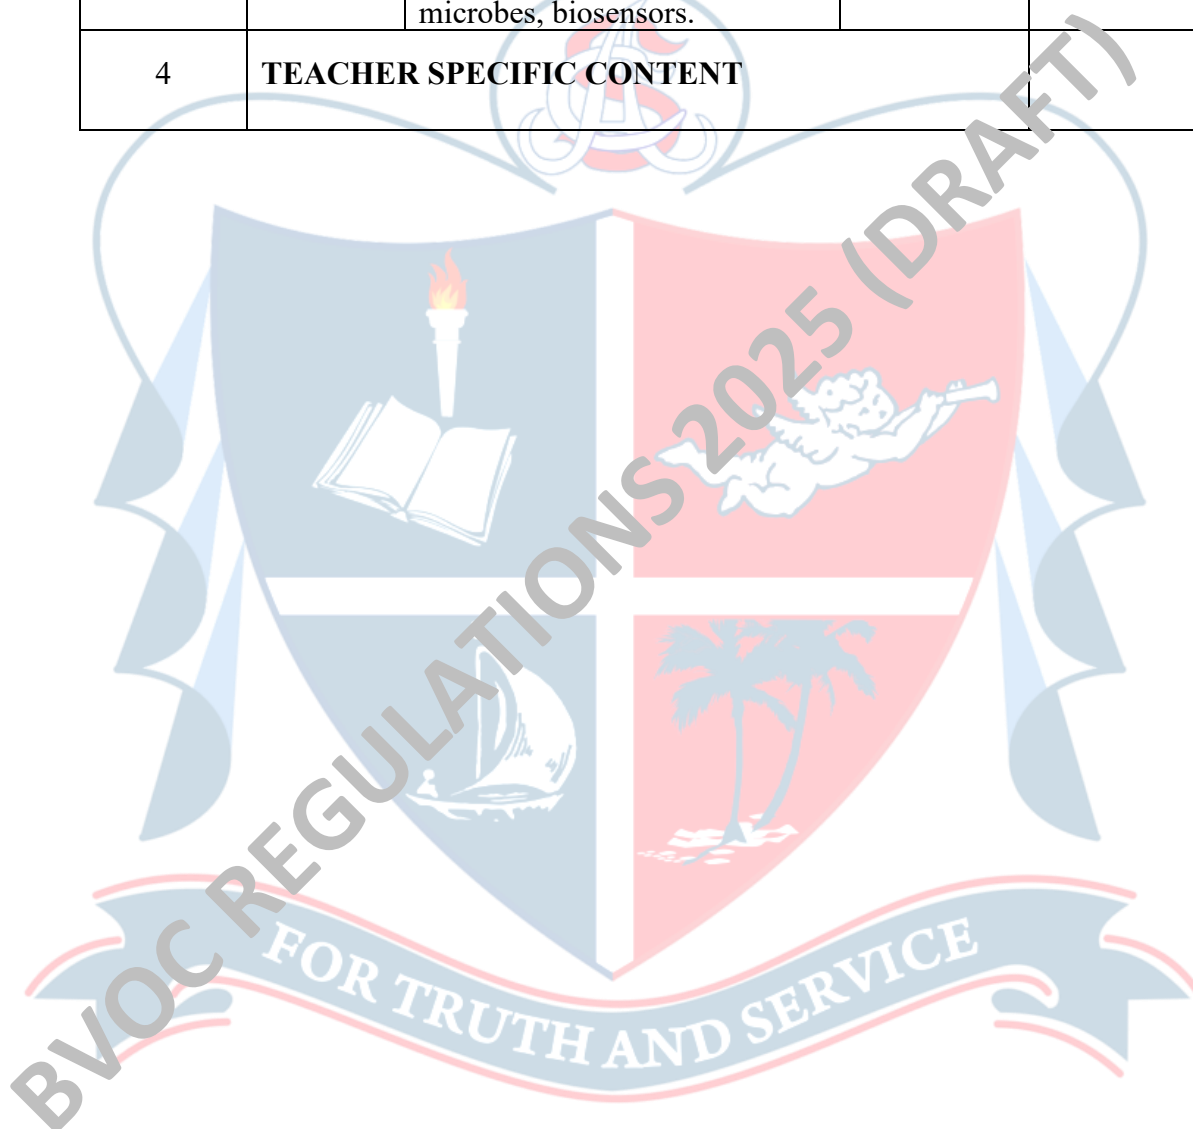 microbes, biosensors.
4 TEACHER SPECIFIC CONTENT
BVOC REGULATIONS 2025 (DRAFT)
FOR TRUTH AND SERVICE